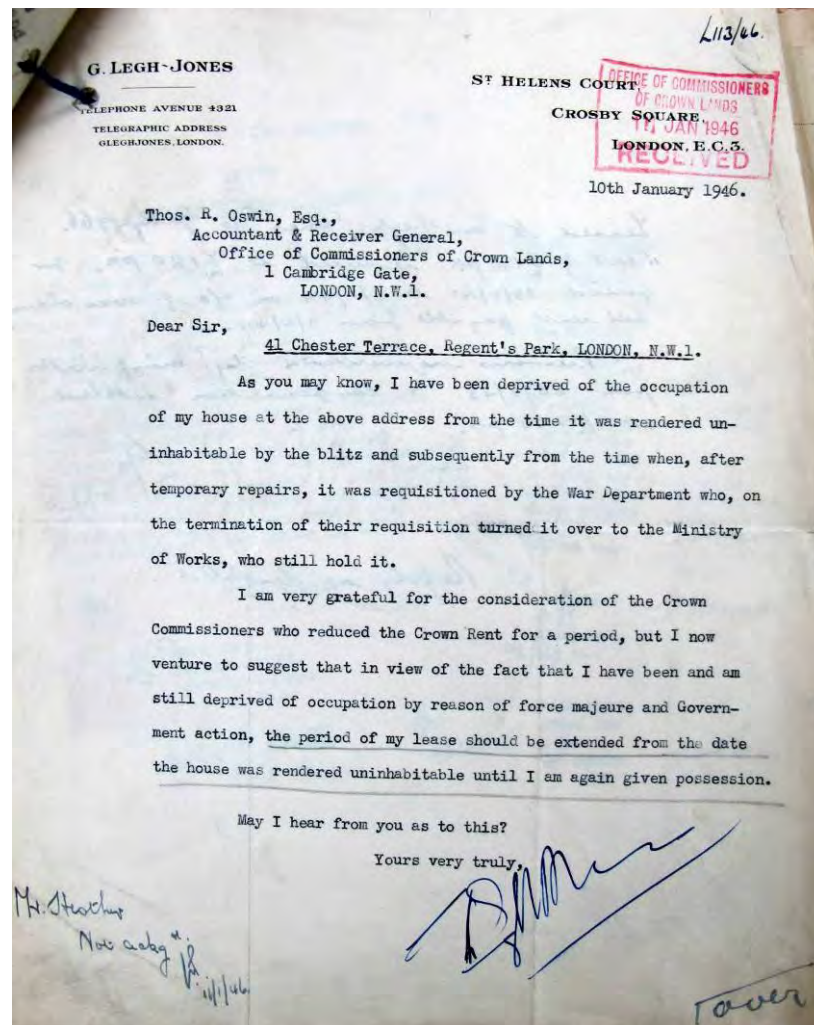 L113/46.
G. LEGH-JONES
TELEPHONE AVENUE 4321
TELEGRAPHIC ADDRESS
GLEGHJONES, LONDON.
ST HELENS COURT,
CROSBY SQUARE,
LONDON, E.C.3.
OFFICE OF COMMISSIONERS
OF CROWN LANDS
11 JAN 1946
RECEIVED
10th January 1946.
Thos. R. Oswin, Esq.,
Accountant & Receiver General,
Office of Commissioners of Crown Lands,
1 Cambridge Gate,
LONDON, N.W.1.
Dear Sir,
41 Chester Terrace, Regent's Park, LONDON, N.W.1.
As you may know, I have been deprived of the occupation
of my house at the above address from the time it was rendered un-
inhabitable by the blitz and subsequently from the time when, after
temporary repairs, it was requisitioned by the War Department who, on
the termination of their requisition turned it over to the Ministry
of Works, who still hold it.
I am very grateful for the consideration of the Crown
Commissioners who reduced the Crown Rent for a period, but I now
venture to suggest that in view of the fact that I have been and am
still deprived of occupation by reason of force majeure and Govern-
ment action, the period of my lease should be extended from the date
the house was rendered uninhabitable until I am again given possession.
May I hear from you as to this?
Yours very truly,
Mr. Strother
Not ackgd.
11/1/46
over